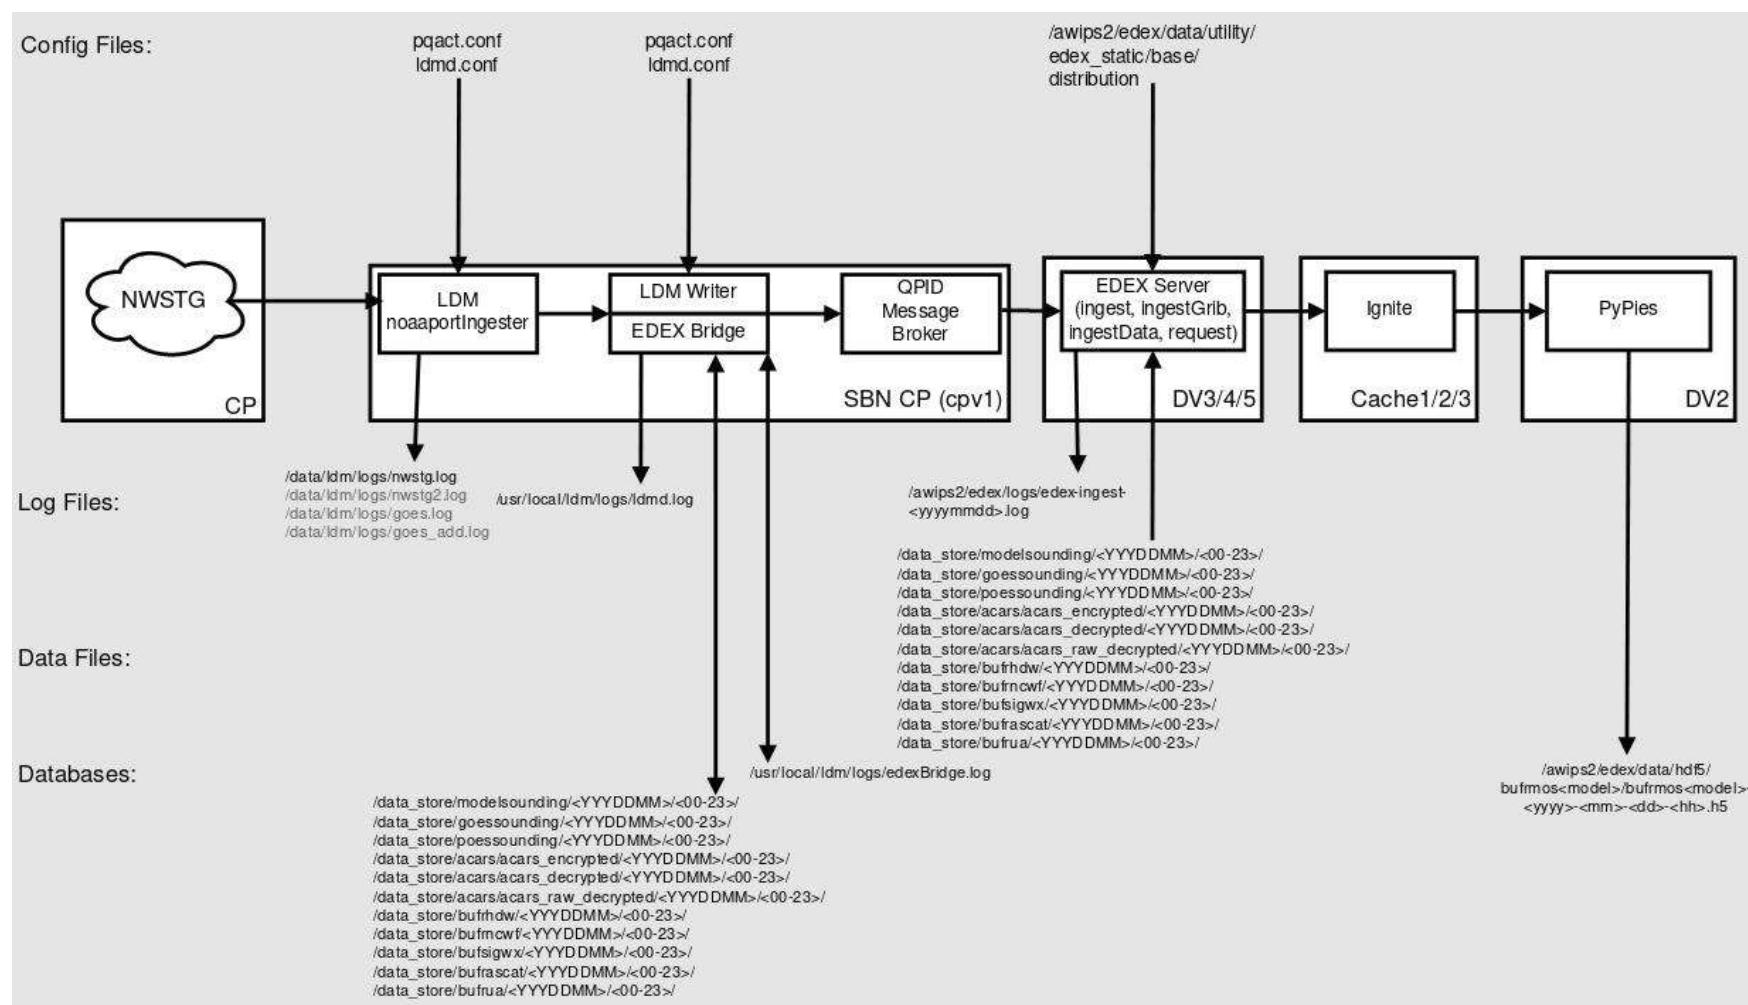 Config Files:
pqact.conf
ldmd.conf
pqact.conf
ldmd.conf
/awips2/edex/data/utility/
edex_static/base/
distribution
NWSTG
CP
LDM
noaaportIngester
LDM Writer
EDEX Bridge
QPID
Message
Broker
SBN CP (cpv1)
EDEX Server
(ingest, ingestGrib,
ingestData, request)
DV3/4/5
Ignite
Cache1/2/3
PyPies
DV2
Log Files:
/data/ldm/logs/nwstg.log
/data/ldm/logs/nwstg2.log
/data/ldm/logs/goes.log
/data/ldm/logs/goes_add.log
/usr/local/ldm/logs/ldmd.log
/awips2/edex/logs/edex-ingest-
<yyyymmdd>.log
Data Files:
/data_store/modelsounding/<YYYDDMM>/<00-23>/
/data_store/goessounding/<YYYDDMM>/<00-23>/
/data_store/poessounding/<YYYDDMM>/<00-23>/
/data_store/acars/acars_encrypted/<YYYDDMM>/<00-23>/
/data_store/acars/acars_decrypted/<YYYDDMM>/<00-23>/
/data_store/acars/acars_raw_decrypted/<YYYDDMM>/<00-23>/
/data_store/bufrhdw/<YYYDDMM>/<00-23>/
/data_store/bufrncwf/<YYYDDMM>/<00-23>/
/data_store/bufsigwx/<YYYDDMM>/<00-23>/
/data_store/bufrascat/<YYYDDMM>/<00-23>/
/data_store/bufrua/<YYYDDMM>/<00-23>/
Databases:
/usr/local/ldm/logs/edexBridge.log
/awips2/edex/data/hdf5/
bufrmos<model>/bufrmos<model>-
<yyyy>-<mm>-<dd>-<hh>.h5
/data_store/modelsounding/<YYYDDMM>/<00-23>/
/data_store/goessounding/<YYYDDMM>/<00-23>/
/data_store/poessounding/<YYYDDMM>/<00-23>/
/data_store/acars/acars_encrypted/<YYYDDMM>/<00-23>/
/data_store/acars/acars_decrypted/<YYYDDMM>/<00-23>/
/data_store/acars/acars_raw_decrypted/<YYYDDMM>/<00-23>/
/data_store/bufrhdw/<YYYDDMM>/<00-23>/
/data_store/bufrncwf/<YYYDDMM>/<00-23>/
/data_store/bufsigwx/<YYYDDMM>/<00-23>/
/data_store/bufrascat/<YYYDDMM>/<00-23>/
/data_store/bufrua/<YYYDDMM>/<00-23>/